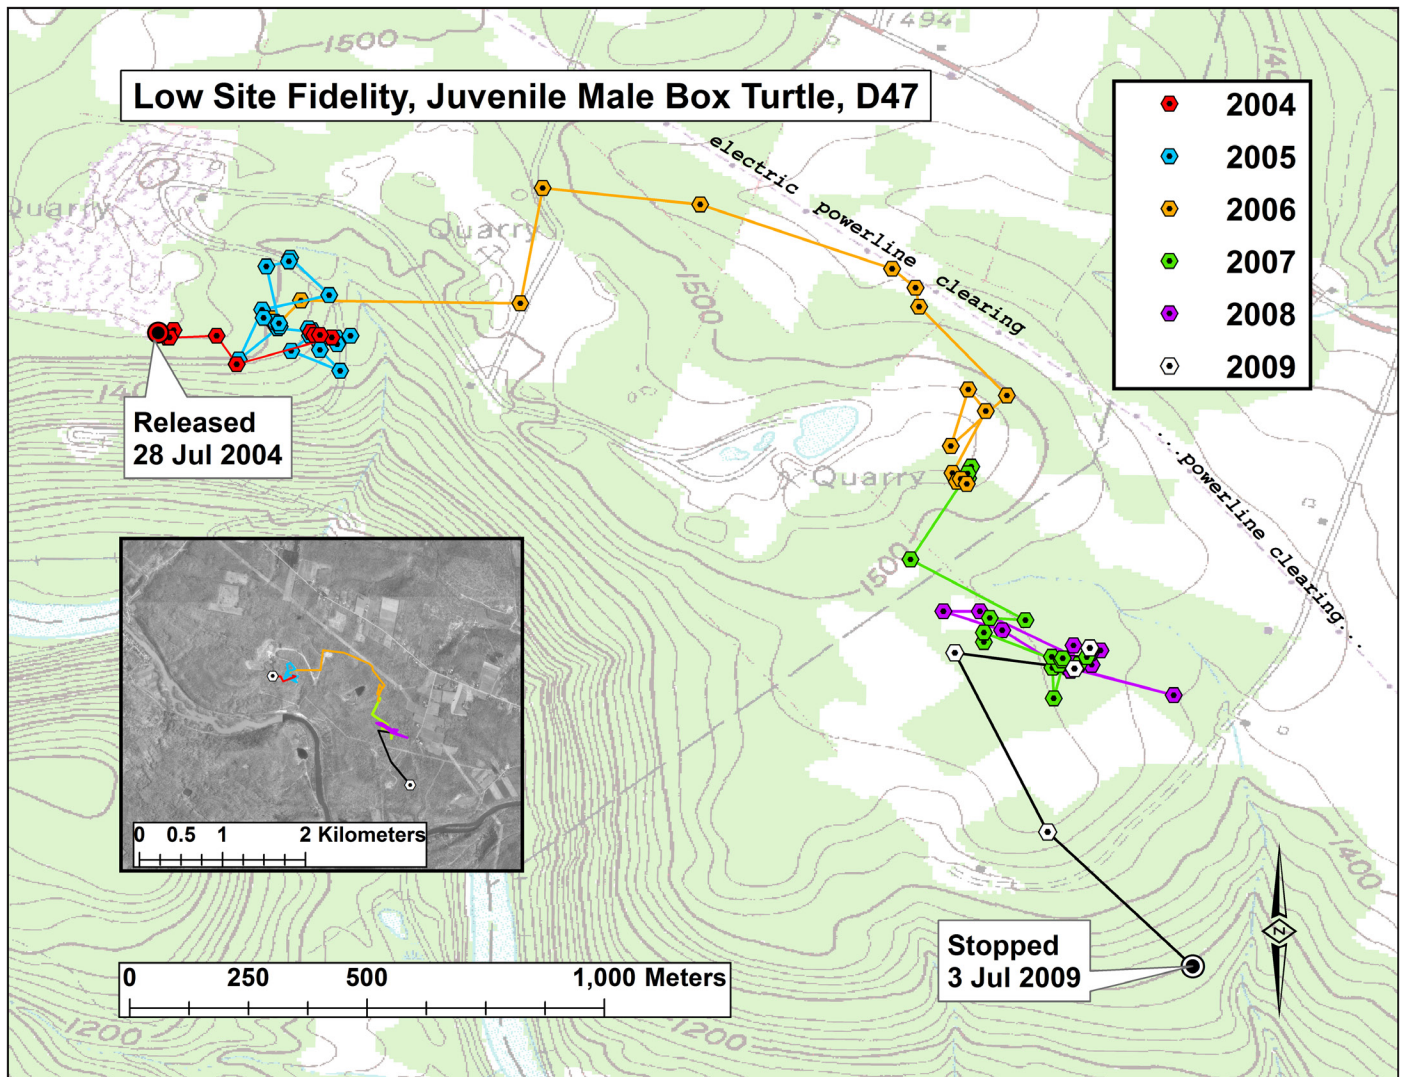 1494
1500
Low Site Fidelity, Juvenile Male Box Turtle, D47
2004
2005
2006
2007
2008
2009
electric powerline clearing
Quarry
Quarry
1500
Released
28 Jul 2004
Quarry
...powerline clearing...
1500
0 0.5 1 2 Kilometers
1400
Stopped
3 Jul 2009
N
0 250 500 1,000 Meters
1200
1200